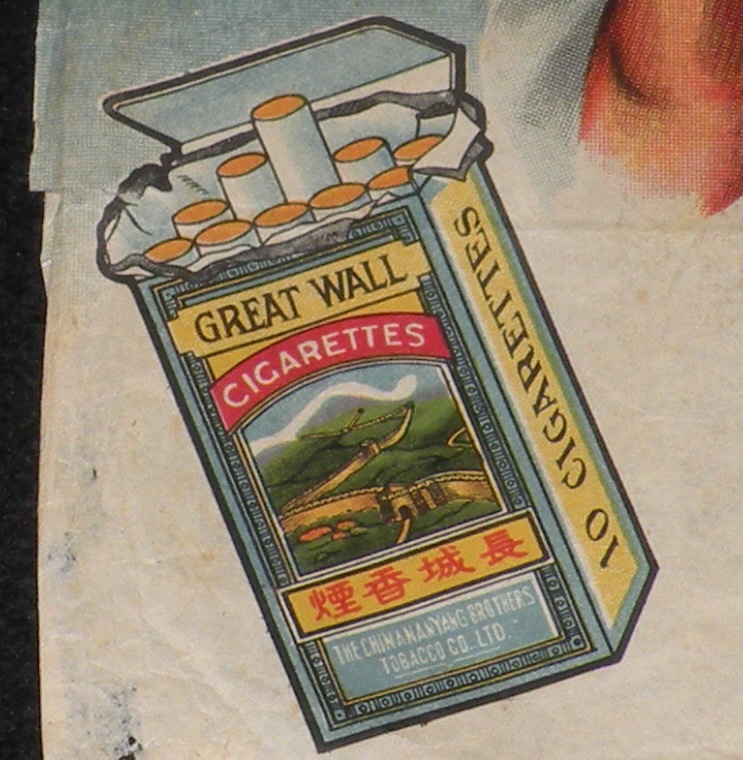 GREAT WALL
CIGARETTES
長城香煙
THE CHINA NANYANG BROTHERS
TOBACCO CO. LTD.
10 CIGARETTES